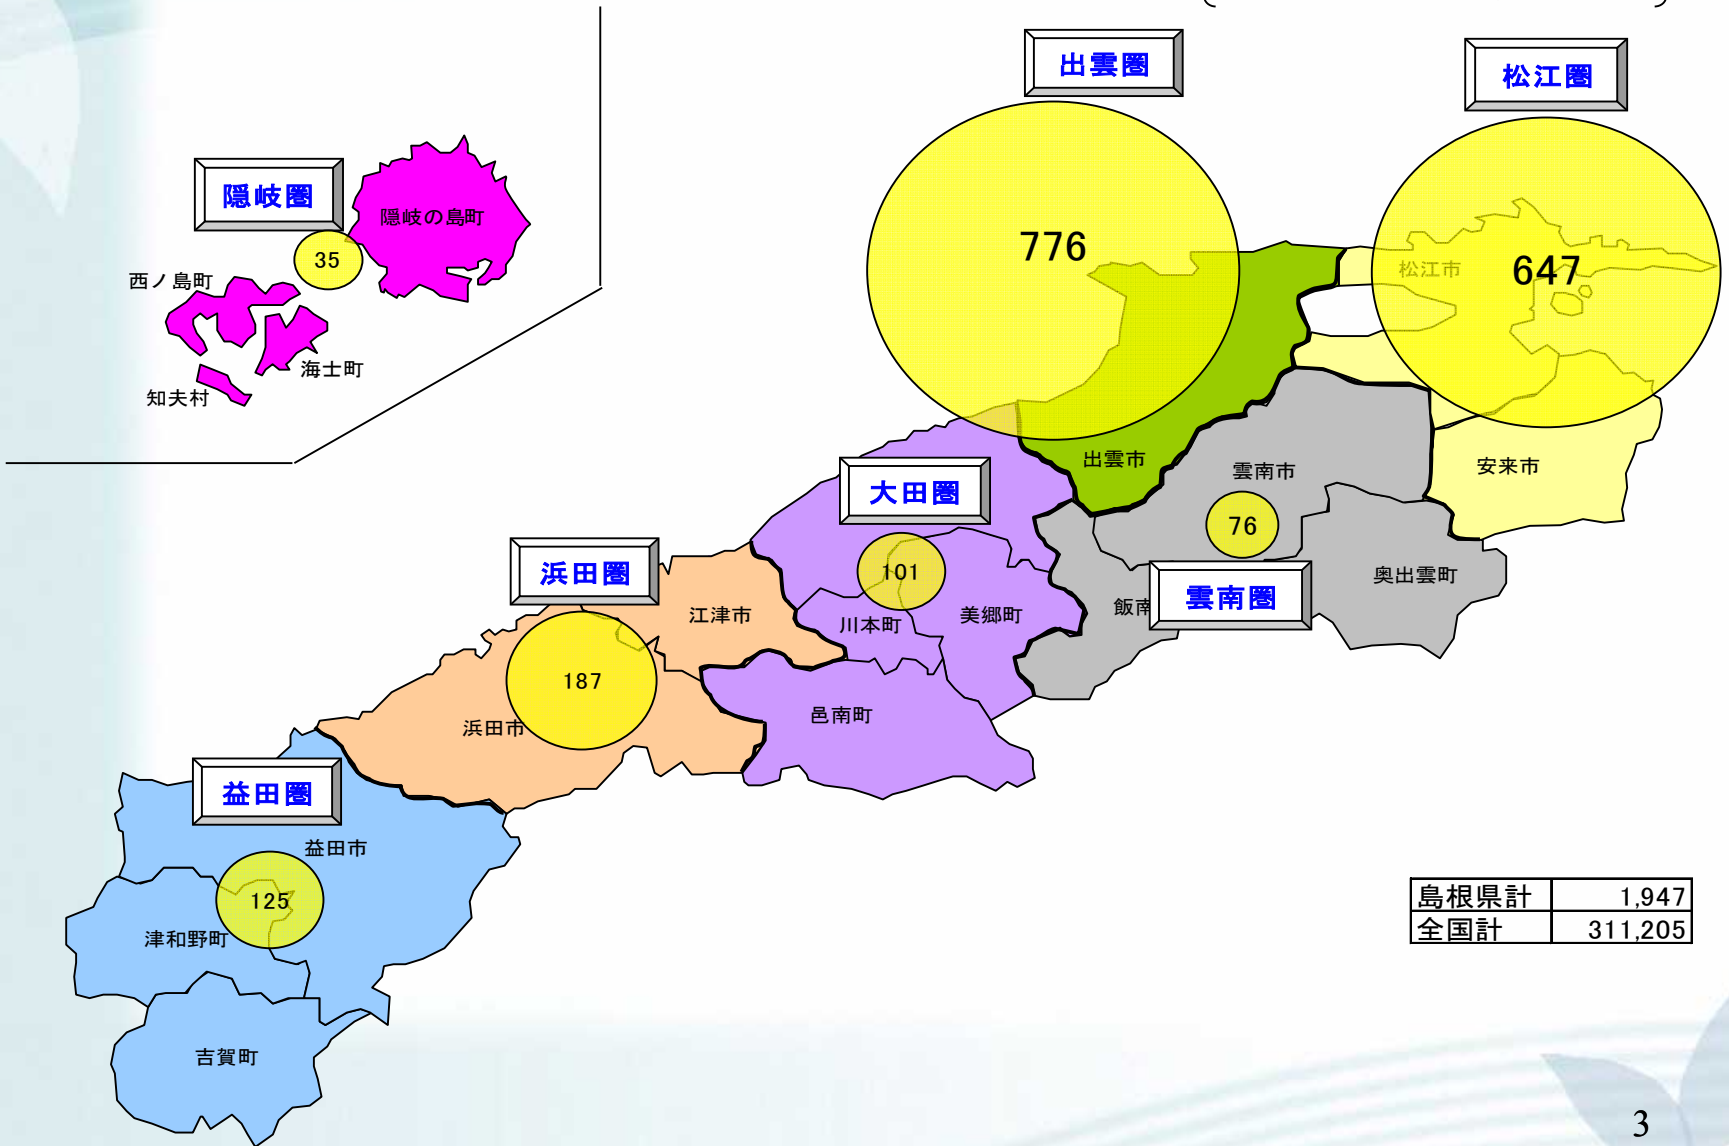 出雲圏
松江圏
776
647
松江市
隠岐圏
隠岐の島町
35
西ノ島町
海士町
知夫村
出雲市
雲南市
安来市
大田圏
76
101
奥出雲町
浜田圏
雲南圏
飯南
江津市
川本町
美郷町
187
浜田市
邑南町
益田圏
益田市
125
津和野町
吉賀町
島根県計 1,947
全国計 311,205
3